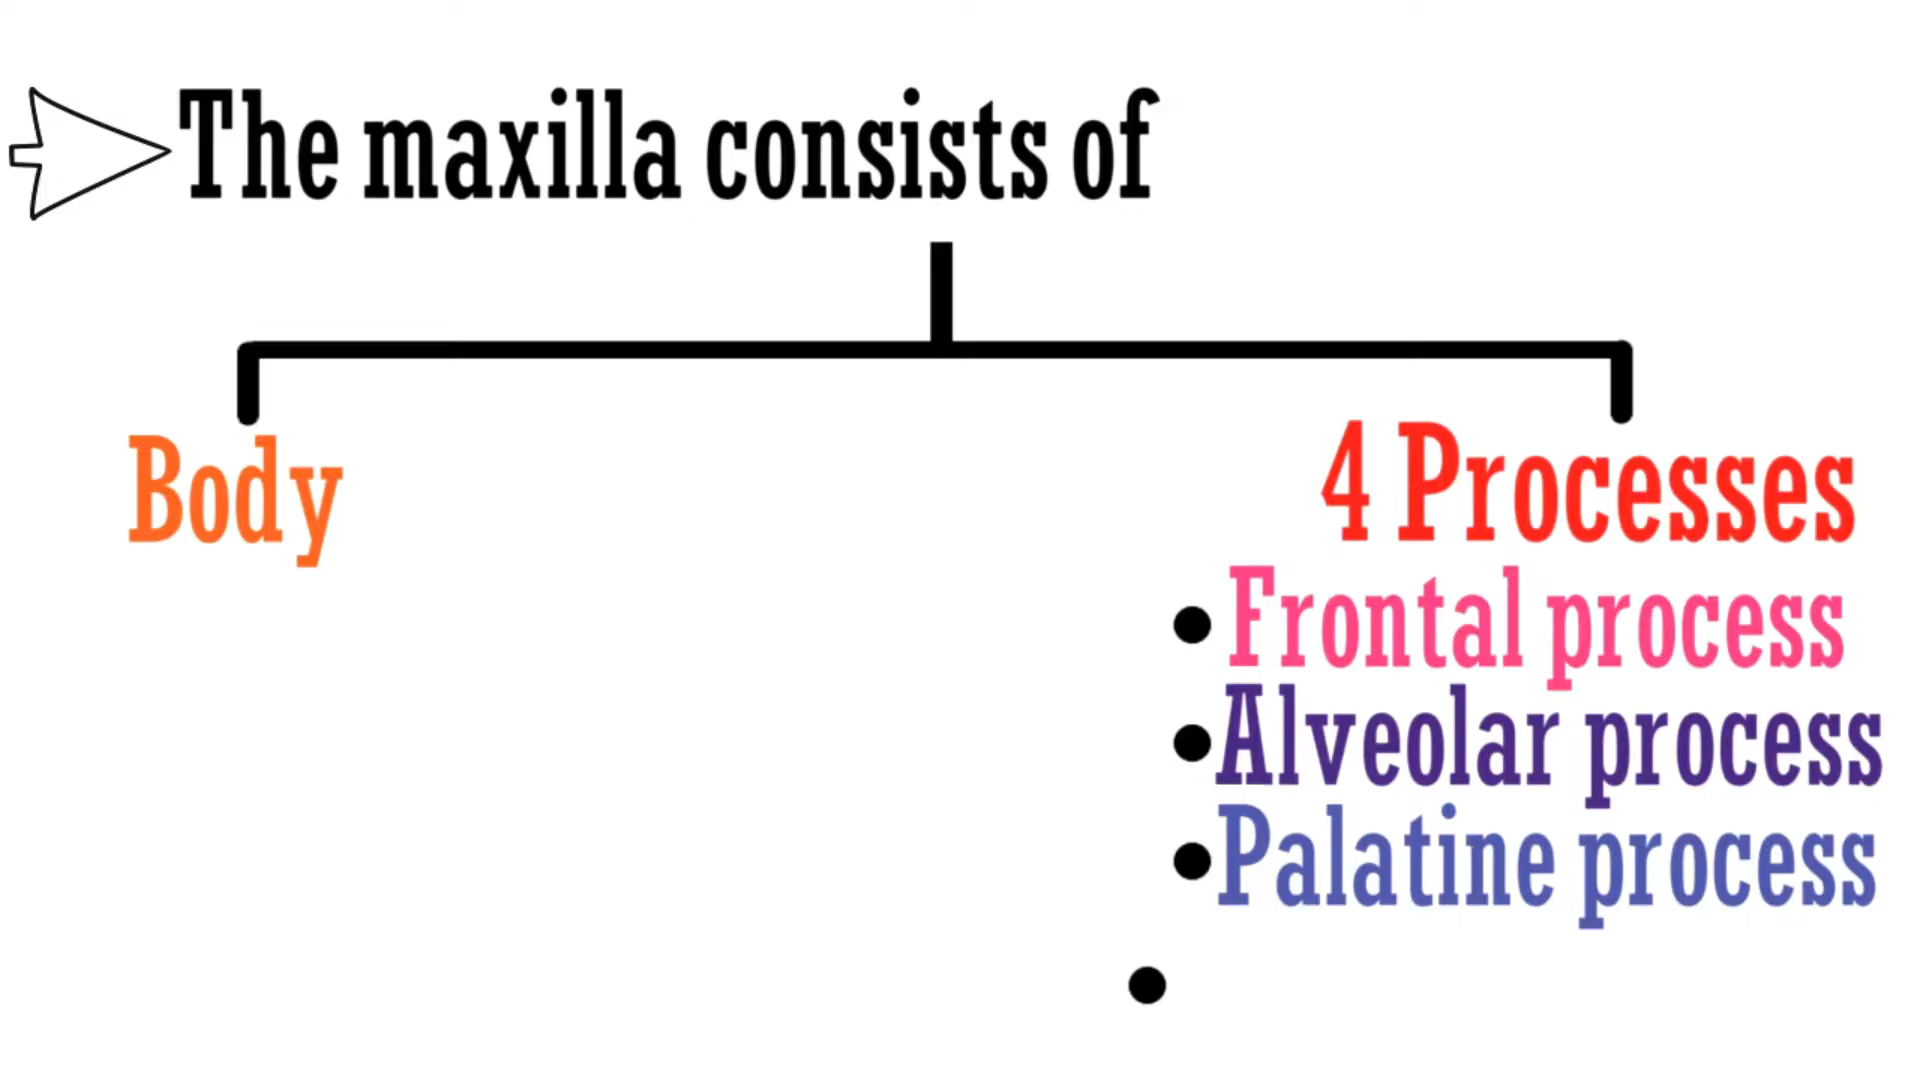 The maxilla consists of
Body
4 Processes
• Frontal process
• Alveolar process
• Palatine process
•